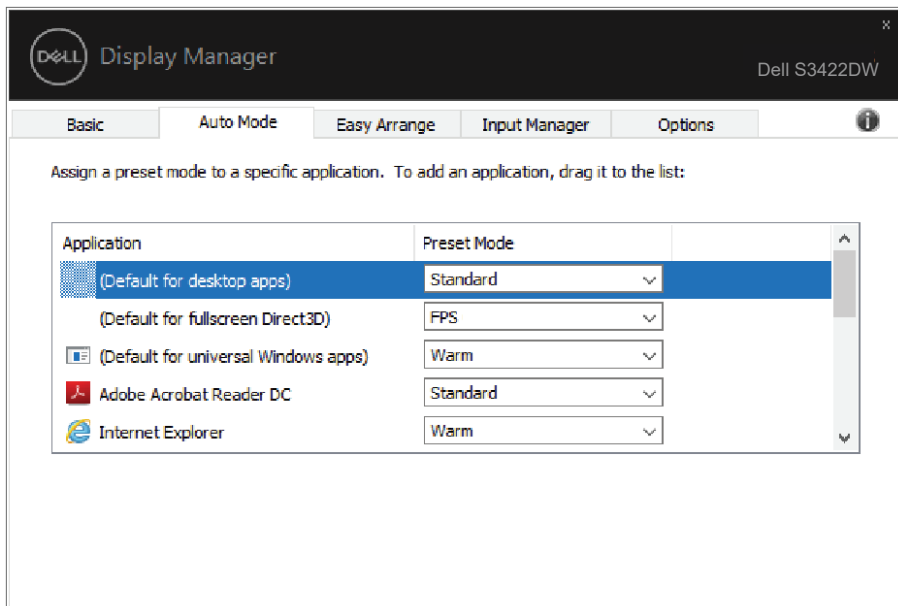 DELL Display Manager
x
Dell S3422DW
Basic Auto Mode Easy Arrange Input Manager Options
Assign a preset mode to a specific application. To add an application, drag it to the list:
Application Preset Mode
(Default for desktop apps) Standard
(Default for fullscreen Direct3D) FPS
(Default for universal Windows apps) Warm
Adobe Acrobat Reader DC Standard
Internet Explorer Warm